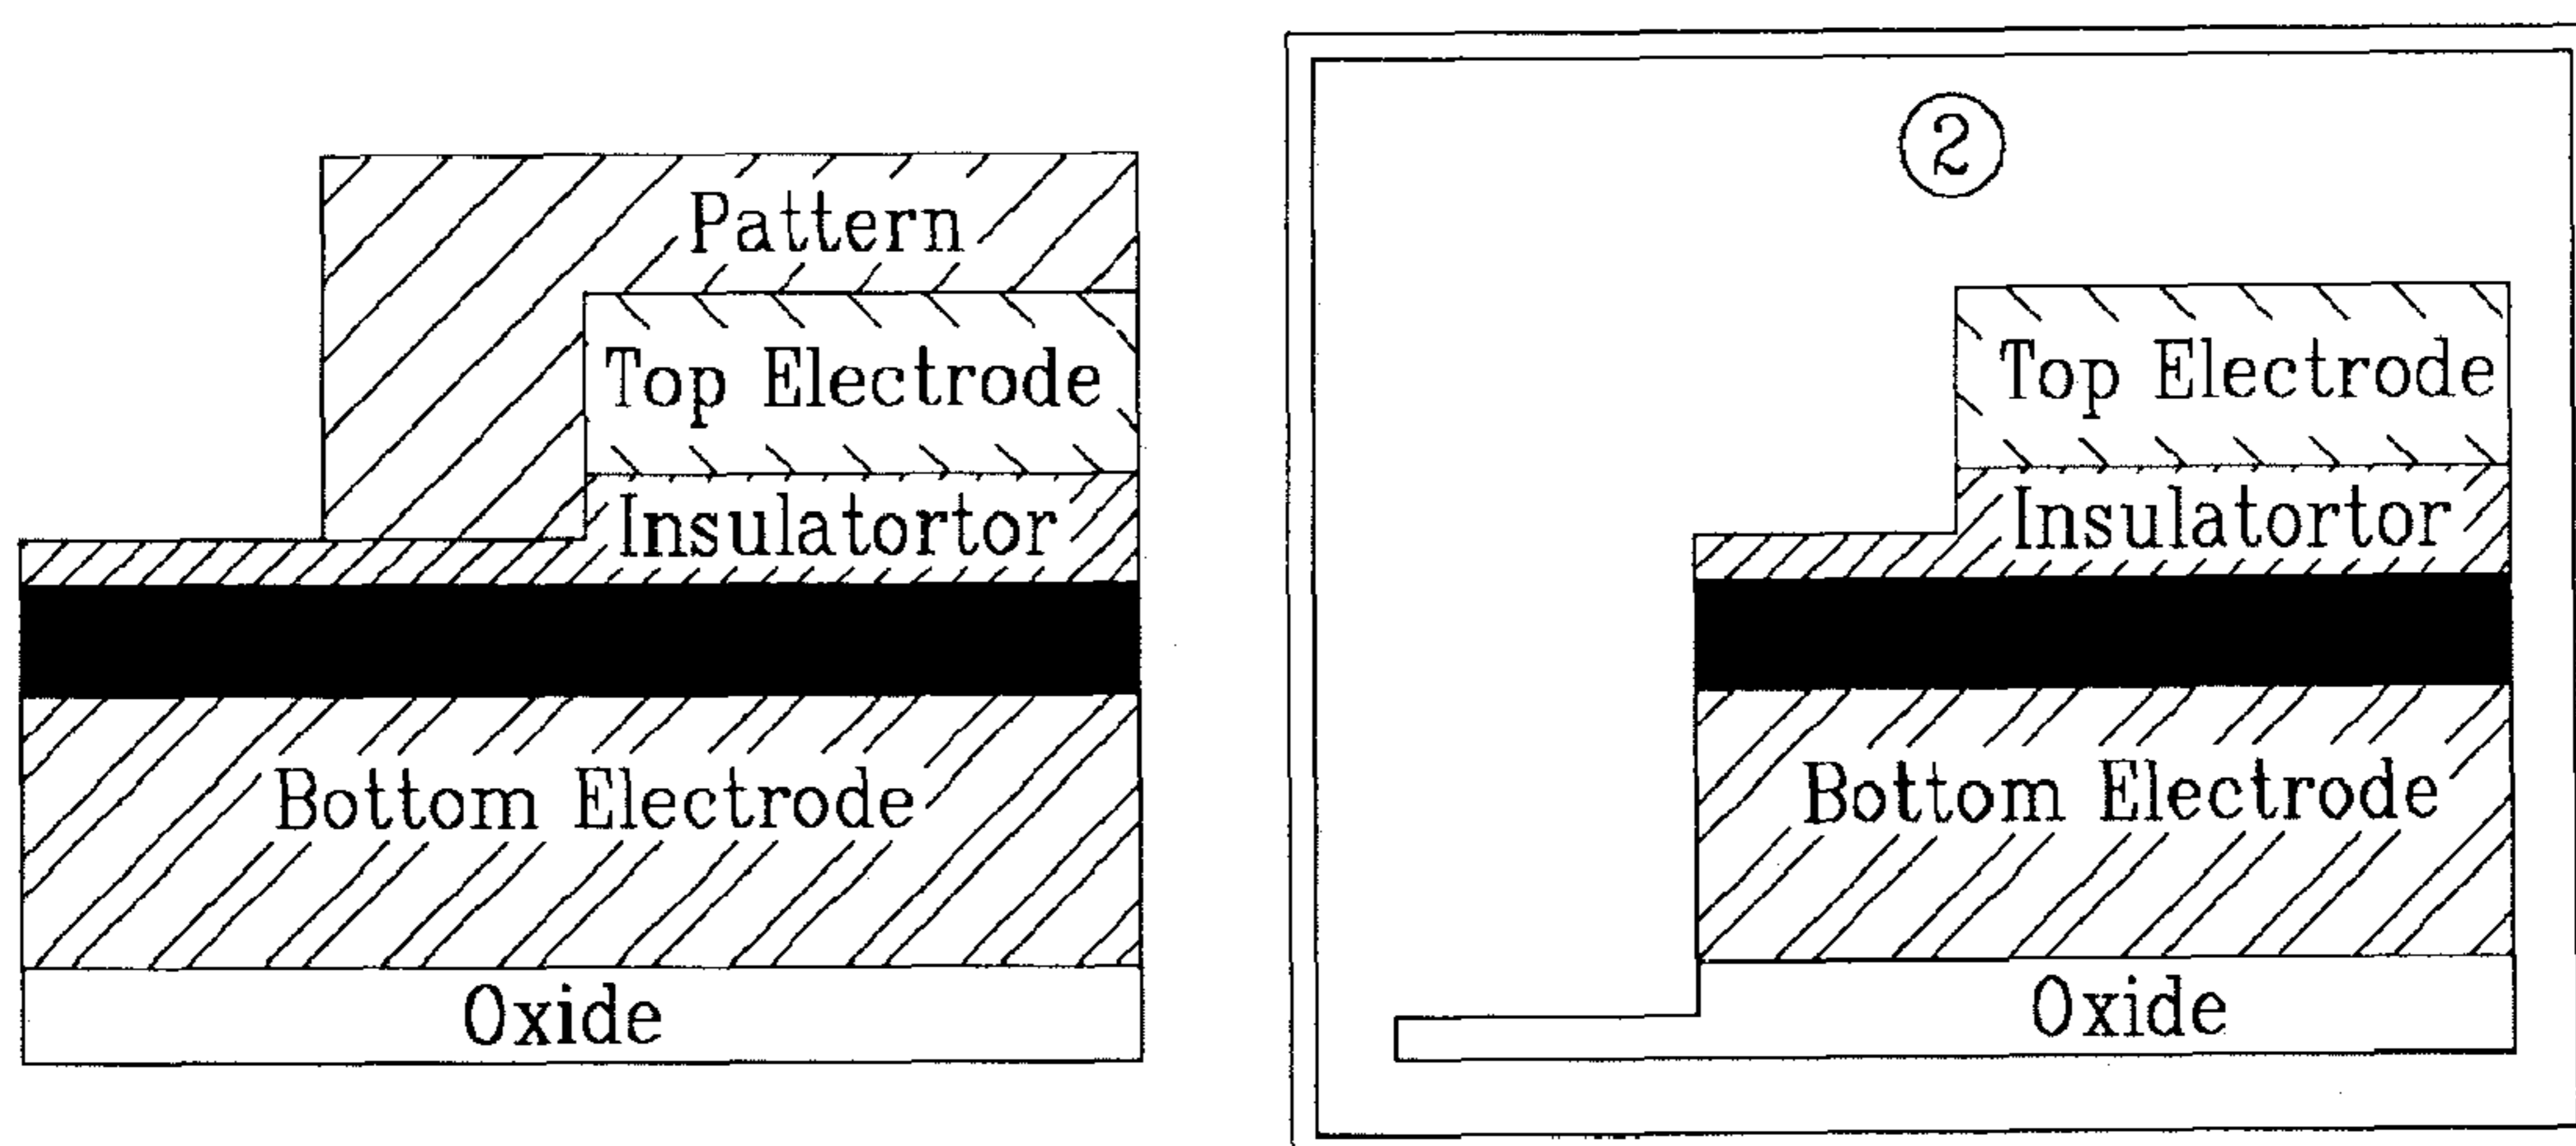 Pattern
Top Electrode
Insulatortor
Bottom Electrode
Oxide
2
Top Electrode
Insulatortor
Bottom Electrode
Oxide